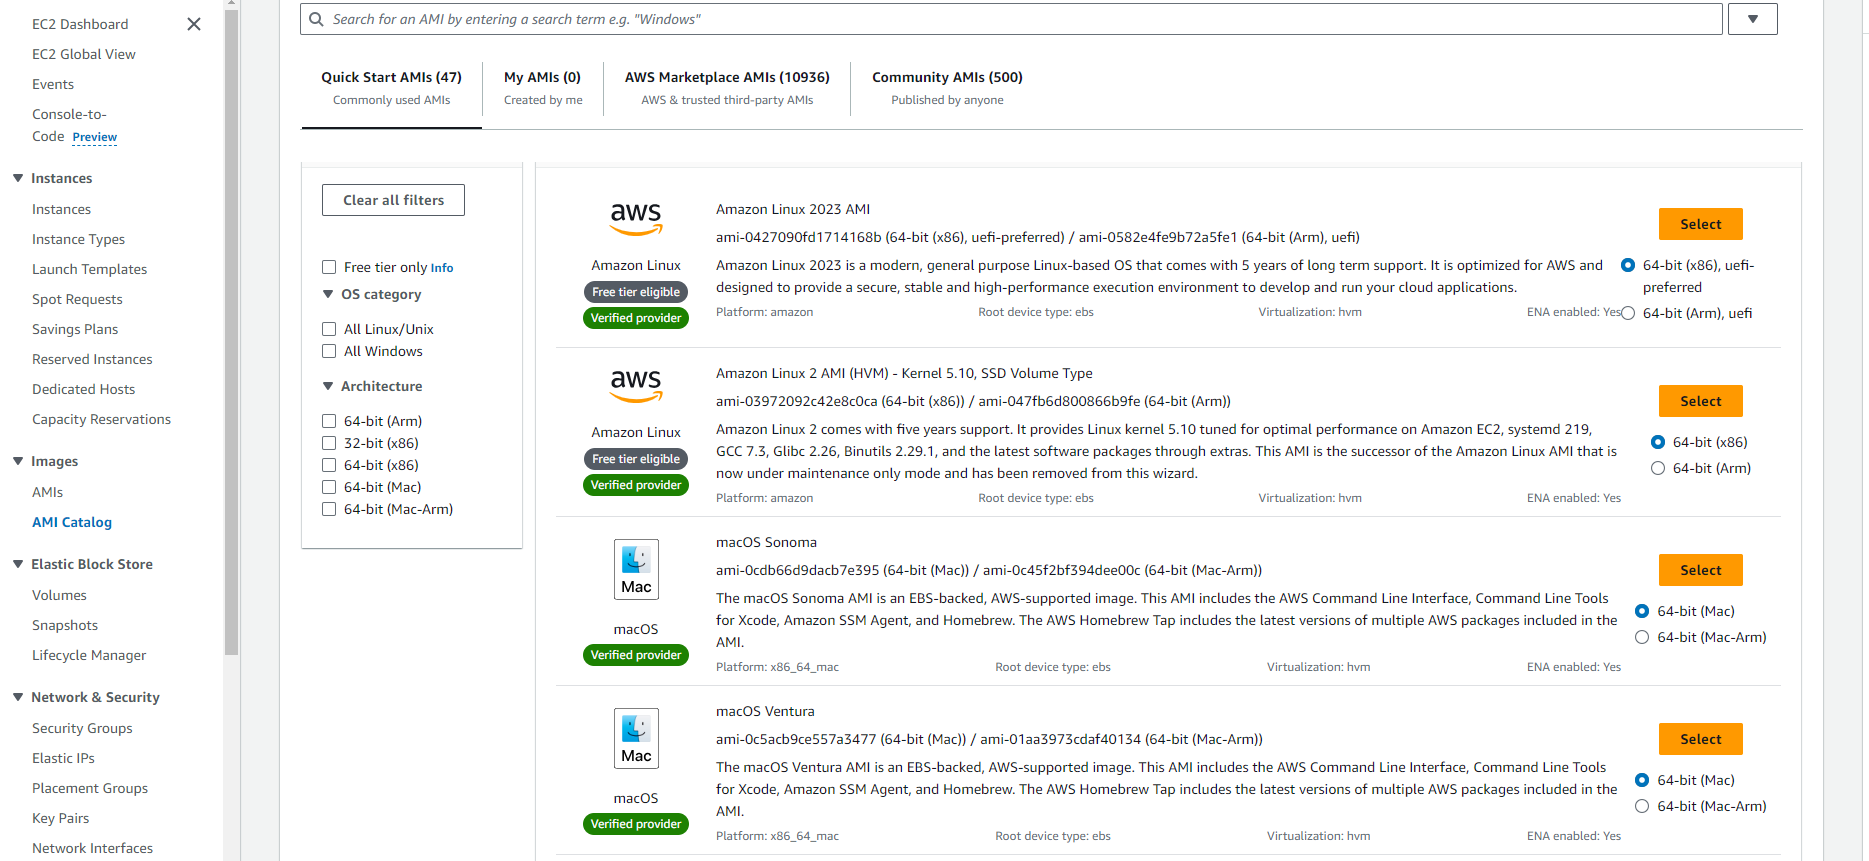 EC2 Dashboard
EC2 Global View
Events
Console-to-
Code Preview
Instances
Instances
Instance Types
Launch Templates
Spot Requests
Savings Plans
Reserved Instances
Dedicated Hosts
Capacity Reservations
Images
AMIs
AMI Catalog
Elastic Block Store
Volumes
Snapshots
Lifecycle Manager
Network & Security
Security Groups
Elastic IPs
Placement Groups
Key Pairs
Network Interfaces
Search for an AMI by entering a search term e.g. "Windows"
Quick Start AMIs (47)
Commonly used AMIs
My AMIs (0)
Created by me
AWS Marketplace AMIs (10936)
AWS & trusted third-party AMIs
Community AMIs (500)
Published by anyone
Clear all filters
Free tier only Info
OS category
All Linux/Unix
All Windows
Architecture
64-bit (Arm)
32-bit (x86)
64-bit (x86)
64-bit (Mac)
64-bit (Mac-Arm)
aws
Amazon Linux
Free tier eligible
Verified provider
Amazon Linux 2023 AMI
ami-0427090fd1714168b (64-bit (x86), uefi-preferred) / ami-0582e4fe9b72a5fe1 (64-bit (Arm), uefi)
Amazon Linux 2023 is a modern, general purpose Linux-based OS that comes with 5 years of long term support. It is optimized for AWS and
designed to provide a secure, stable and high-performance execution environment to develop and run your cloud applications.
Platform: amazon Root device type: ebs Virtualization: hvm ENA enabled: Yes
Select
64-bit (x86), uefi-
preferred
64-bit (Arm), uefi
aws
Amazon Linux
Free tier eligible
Verified provider
Amazon Linux 2 AMI (HVM) - Kernel 5.10, SSD Volume Type
ami-03972092c42e8c0ca (64-bit (x86)) / ami-047fb6d800866b9fe (64-bit (Arm))
Amazon Linux 2 comes with five years support. It provides Linux kernel 5.10 tuned for optimal performance on Amazon EC2, systemd 219,
GCC 7.3, Glibc 2.26, Binutils 2.29.1, and the latest software packages through extras. This AMI is the successor of the Amazon Linux AMI that is
now under maintenance only mode and has been removed from this wizard.
Platform: amazon Root device type: ebs Virtualization: hvm ENA enabled: Yes
Select
64-bit (x86)
64-bit (Arm)
Mac
macOS
Verified provider
macOS Sonoma
ami-0cdb66d9dacb7e395 (64-bit (Mac)) / ami-0c45f2bf394dee00c (64-bit (Mac-Arm))
The macOS Sonoma AMI is an EBS-backed, AWS-supported image. This AMI includes the AWS Command Line Interface, Command Line Tools
for Xcode, Amazon SSM Agent, and Homebrew. The AWS Homebrew Tap includes the latest versions of multiple AWS packages included in the
AMI.
Platform: x86_64_mac Root device type: ebs Virtualization: hvm ENA enabled: Yes
Select
64-bit (Mac)
64-bit (Mac-Arm)
Mac
macOS
Verified provider
macOS Ventura
ami-0c5acb9ce557a3477 (64-bit (Mac)) / ami-01aa3973cdaf40134 (64-bit (Mac-Arm))
The macOS Ventura AMI is an EBS-backed, AWS-supported image. This AMI includes the AWS Command Line Interface, Command Line Tools
for Xcode, Amazon SSM Agent, and Homebrew. The AWS Homebrew Tap includes the latest versions of multiple AWS packages included in the
AMI.
Platform: x86_64_mac Root device type: ebs Virtualization: hvm ENA enabled: Yes
Select
64-bit (Mac)
64-bit (Mac-Arm)